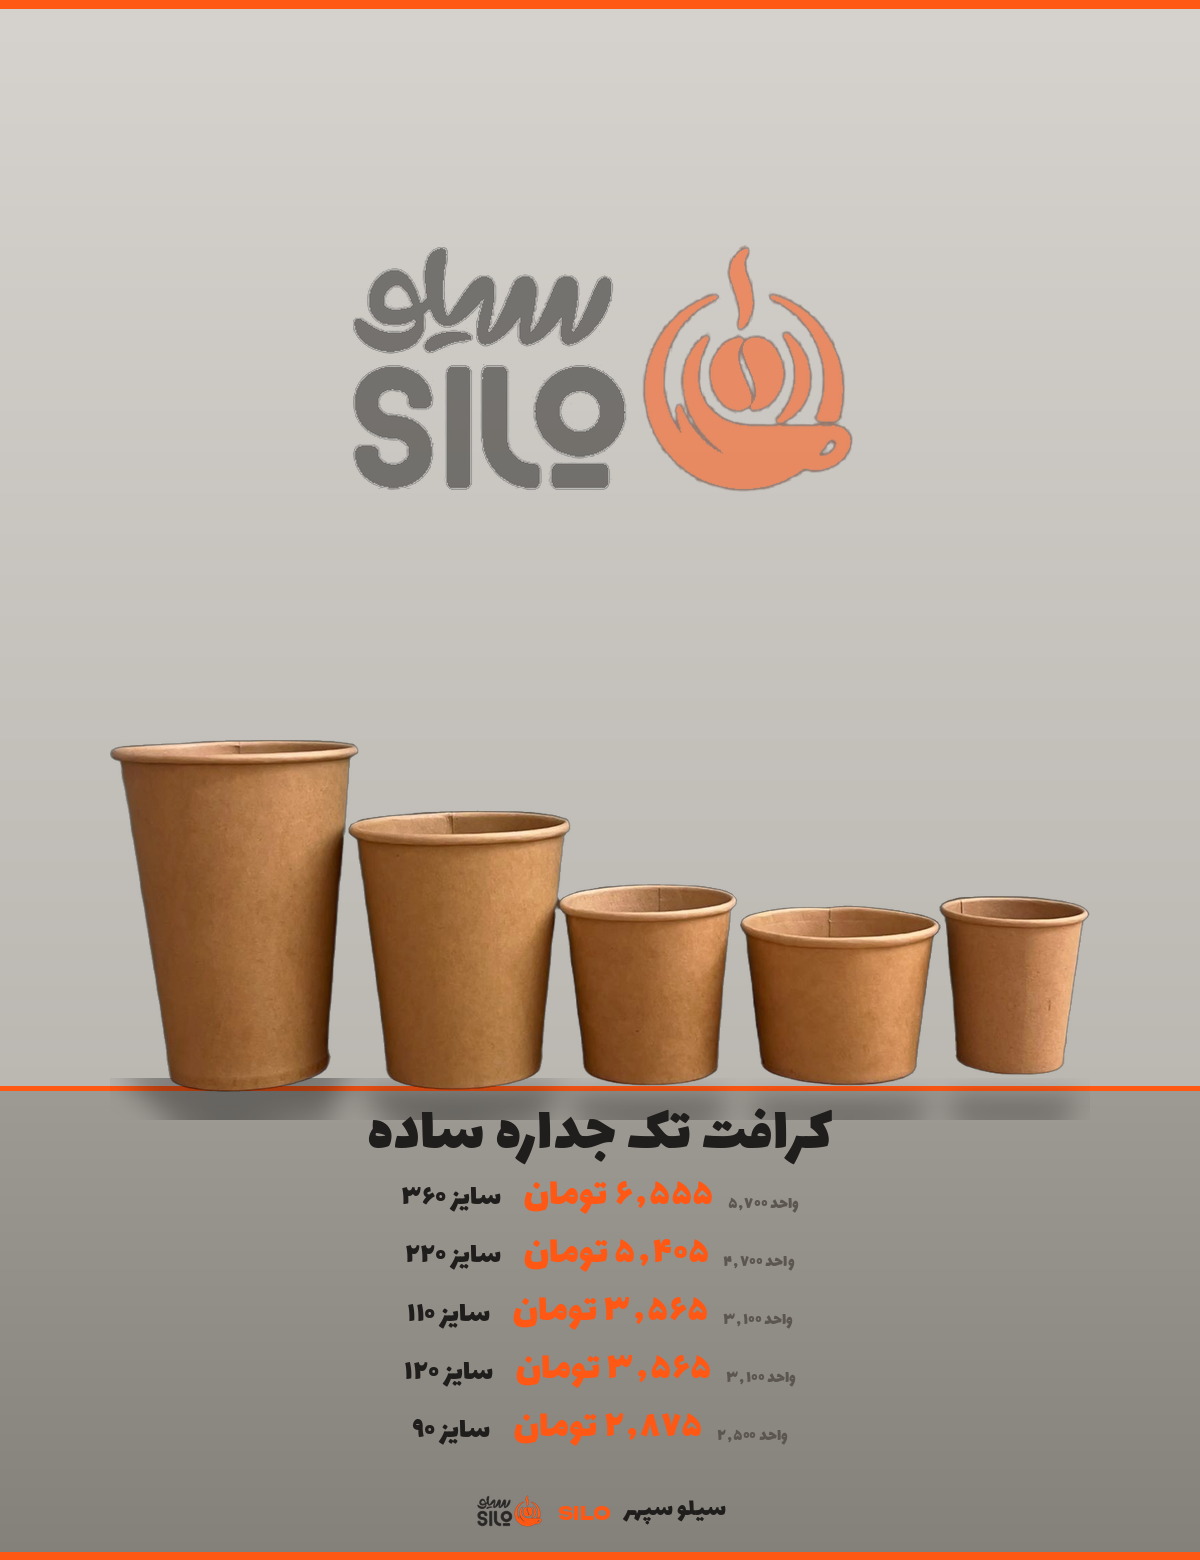 سیلو
SILO
کرافت تک جداره ساده
سایز ۳۶۰ ۶,۵۵۵ تومان واحد ۵,۷۰۰
سایز ۲۲۰ ۵,۴۰۵ تومان واحد ۴,۷۰۰
سایز ۱۱۰ ۳,۵۶۵ تومان واحد ۳,۱۰۰
سایز ۱۲۰ ۳,۵۶۵ تومان واحد ۳,۱۰۰
سایز ۹۰ ۲,۸۷۵ تومان واحد ۲,۵۰۰
سیلو سپهر SILO سیلو SILO